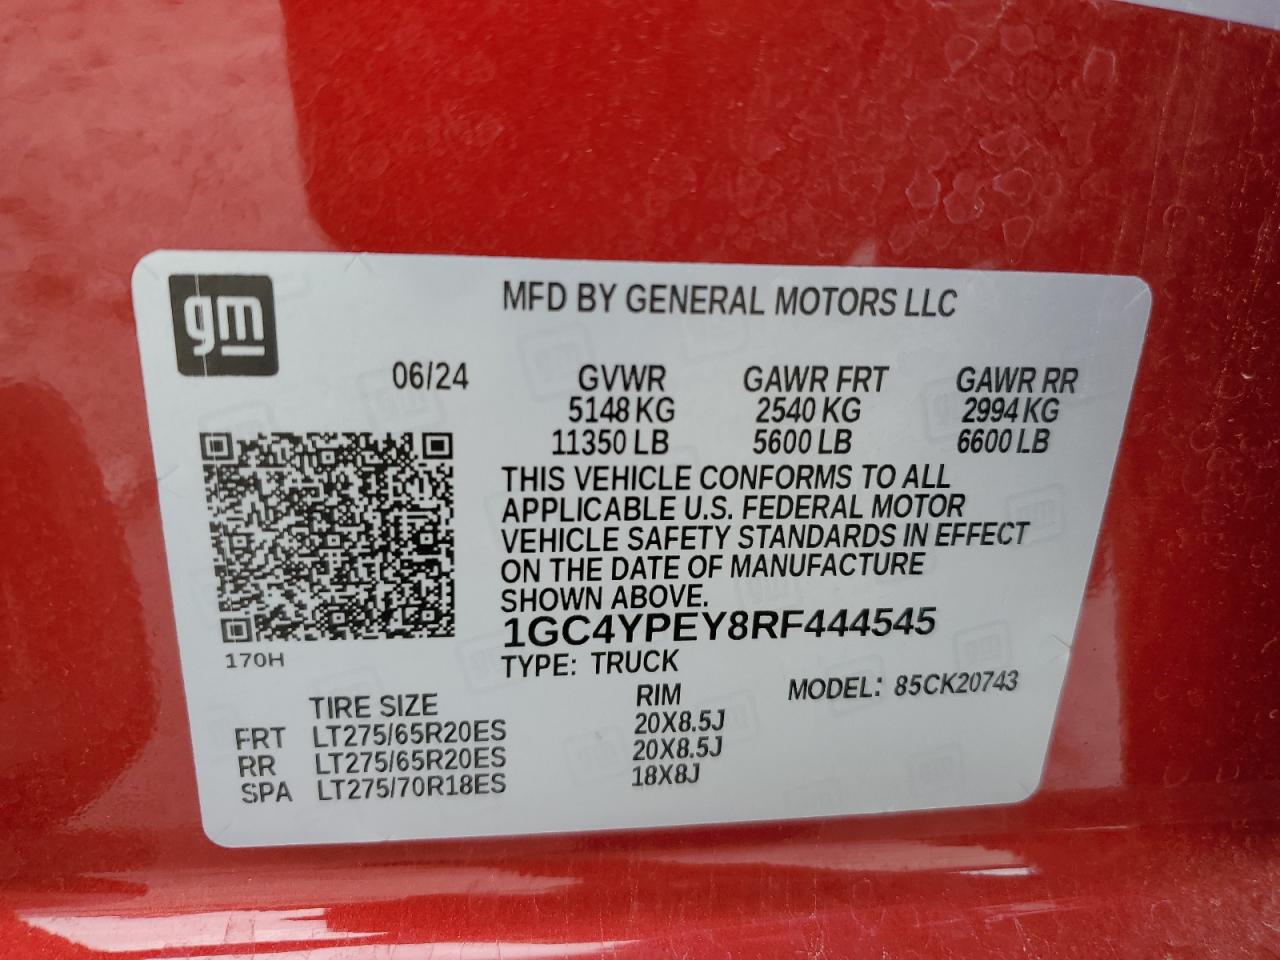 gm
MFD BY GENERAL MOTORS LLC
06/24 GVWR GAWR FRT GAWR RR
5148 KG 2540 KG 2994 KG
11350 LB 5600 LB 6600 LB
THIS VEHICLE CONFORMS TO ALL
APPLICABLE U.S. FEDERAL MOTOR
VEHICLE SAFETY STANDARDS IN EFFECT
ON THE DATE OF MANUFACTURE
SHOWN ABOVE.
1GC4YPEY8RF444545
170H
TYPE: TRUCK
MODEL: 85CK20743
TIRE SIZE RIM
FRT LT275/65R20ES 20X8.5J
RR LT275/65R20ES 20X8.5J
SPA LT275/70R18ES 18X8J